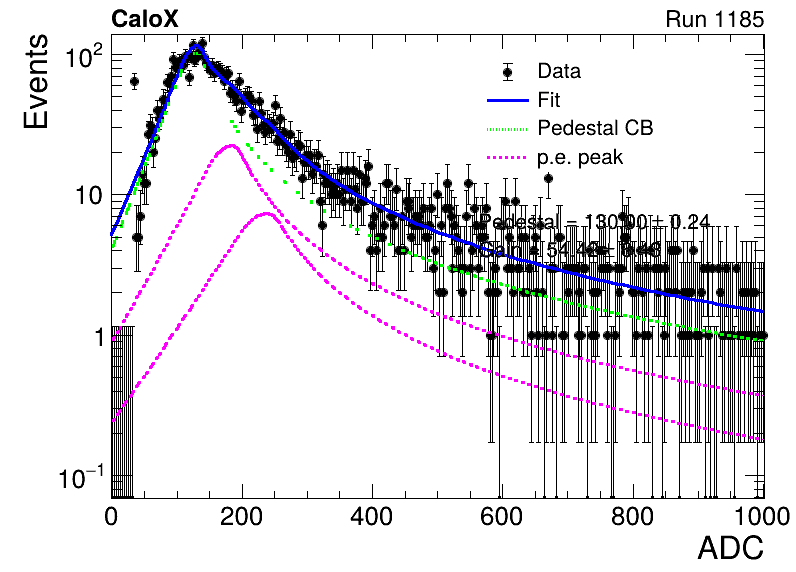 CaloX Run 1185
Events
10²
10
1
10⁻¹
Data
Fit
Pedestal CB
p.e. peak
Pedestal = 130.00 ± 0.24
Gain =
0 200 400 600 800 1000
ADC